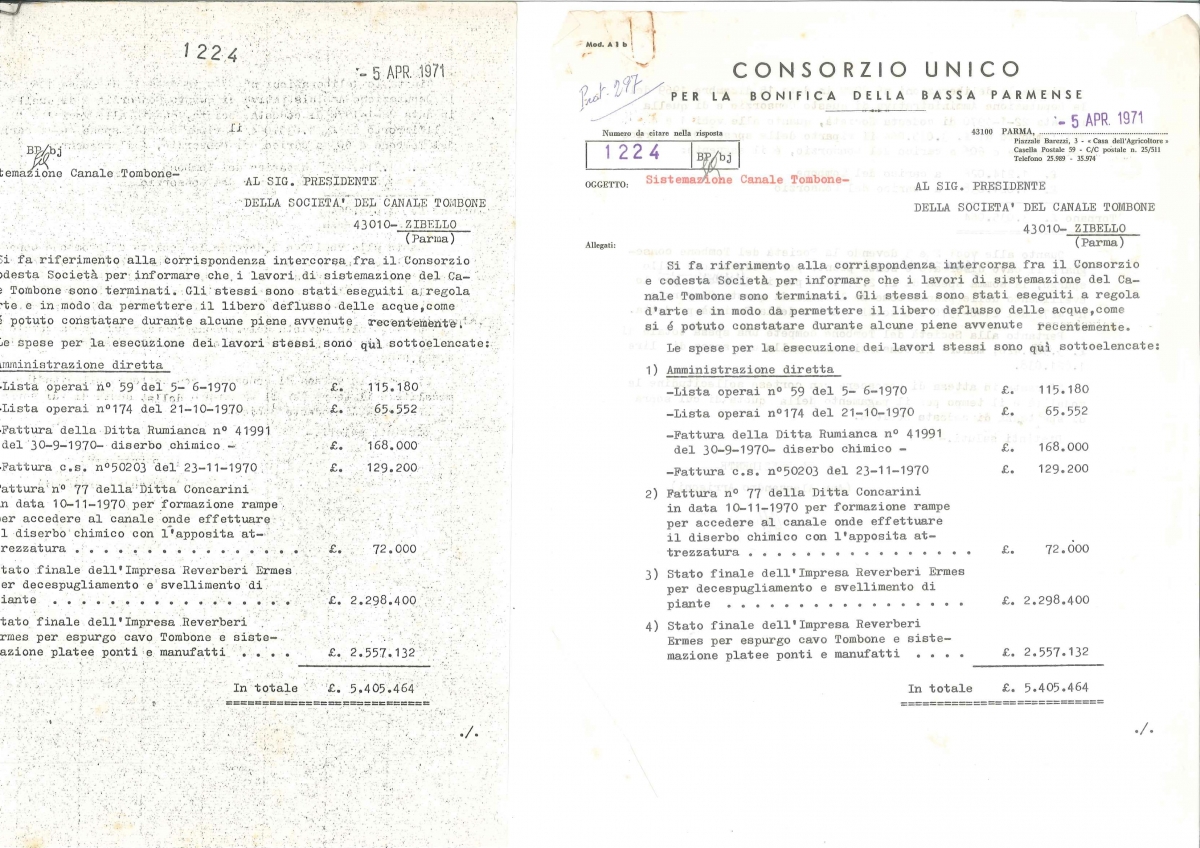 1224
- 5 APR. 1971
II
BP/bj
temazione Canale Tombone-
AL SIG. PRESIDENTE
DELLA SOCIETA' DEL CANALE TOMBONE
43010- ZIBELLO
(Parma)
Si fa riferimento alla corrispondenza intercorsa fra il Consorzio
odesta Società per informare che i lavori di sistemazione del Ca-
e Tombone sono terminati. Gli stessi sono stati eseguiti a regola
rte e in modo da permettere il libero deflusso delle acque,come
é potuto constatare durante alcune piene avvenute recentemente.
Le spese per la esecuzione dei lavori stessi sono quì sottoelencate:
Amministrazione diretta
-Lista operai n° 59 del 5- 6-1970 £. 115.180
-Lista operai n°174 del 21-10-1970 £. 65.552
-Fattura della Ditta Rumianca n° 41991
del 30-9-1970- diserbo chimico - £. 168.000
-Fattura c.s. n°50203 del 23-11-1970 £. 129.200
Fattura n° 77 della Ditta Concarini
in data 10-11-1970 per formazione rampe
per accedere al canale onde effettuare
il diserbo chimico con l'apposita at-
trezzatura . . . . . . . . . . . . . . . £. 72.000
Stato finale dell'Impresa Reverberi Ermes
per decespugliamento e svellimento di
piante . . . . . . . . . . . . . . . . . £. 2.298.400
Stato finale dell'Impresa Reverberi
Ermes per espurgo cavo Tombone e siste-
mazione platee ponti e manufatti . . . . £. 2.557.132
In totale £. 5.405.464
./.
Mod. A 1 b
Prot. 297
CONSORZIO UNICO
PER LA BONIFICA DELLA BASSA PARMENSE
Numero da citare nella risposta
1224 BP/bj
43100 PARMA, - 5 APR. 1971
Piazzale Barezzi, 3 - « Casa dell'Agricoltore »
Casella Postale 59 - C/C postale n. 25/511
Telefono 25.989 - 35.974
OGGETTO: Sistemazione Canale Tombone-
AL SIG. PRESIDENTE
DELLA SOCIETA' DEL CANALE TOMBONE
43010- ZIBELLO
(Parma)
Allegati:
Si fa riferimento alla corrispondenza intercorsa fra il Consorzio
e codesta Società per informare che i lavori di sistemazione del Ca-
nale Tombone sono terminati. Gli stessi sono stati eseguiti a regola
d'arte e in modo da permettere il libero deflusso delle acque,come
si é potuto constatare durante alcune piene avvenute recentemente.
Le spese per la esecuzione dei lavori stessi sono quì sottoelencate:
1) Amministrazione diretta
-Lista operai n° 59 del 5- 6-1970 £. 115.180
-Lista operai n°174 del 21-10-1970 £. 65.552
-Fattura della Ditta Rumianca n° 41991
del 30-9-1970- diserbo chimico - £. 168.000
-Fattura c.s. n°50203 del 23-11-1970 £. 129.200
2) Fattura n° 77 della Ditta Concarini
in data 10-11-1970 per formazione rampe
per accedere al canale onde effettuare
il diserbo chimico con l'apposita at-
trezzatura . . . . . . . . . . . . . . . £. 72.000
3) Stato finale dell'Impresa Reverberi Ermes
per decespugliamento e svellimento di
piante . . . . . . . . . . . . . . . . . £. 2.298.400
4) Stato finale dell'Impresa Reverberi
Ermes per espurgo cavo Tombone e siste-
mazione platee ponti e manufatti . . . . £. 2.557.132
In totale £. 5.405.464
./.